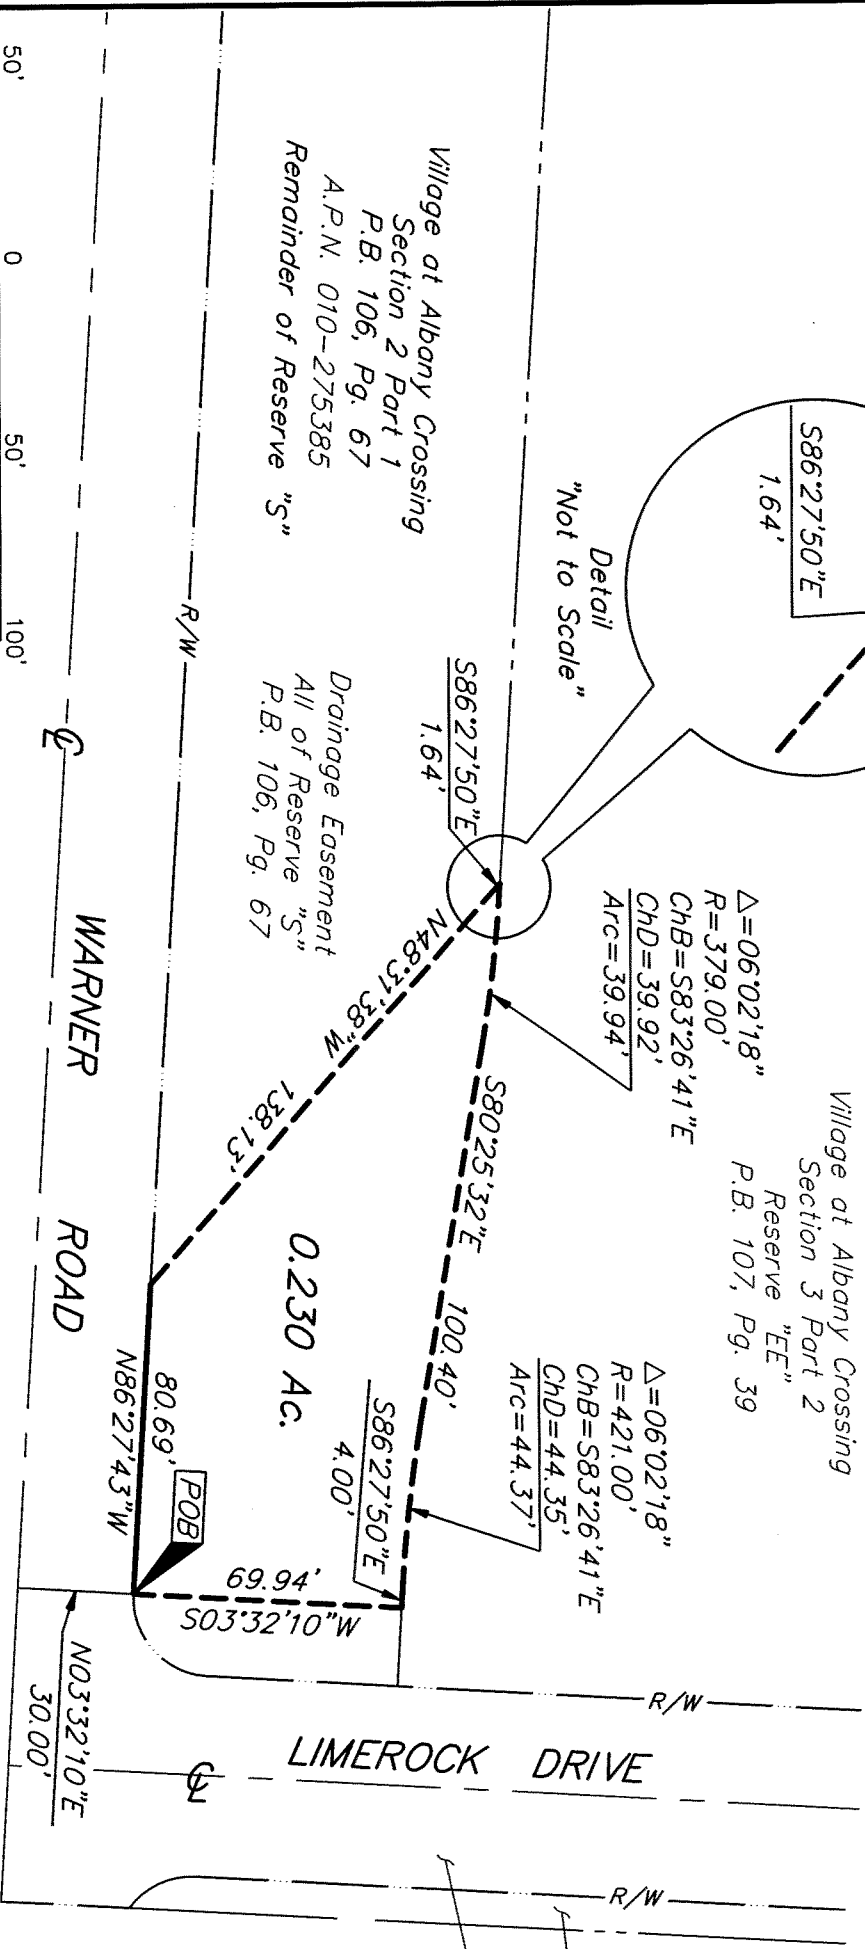 S86°27'50"E
1.64'
Detail
"Not to Scale"
Village at Albany Crossing
Section 3 Part 2
Reserve "EE"
P.B. 107, Pg. 39
△=06°02'18"
R=379.00'
ChB=S83°26'41"E
ChD=39.92'
Arc=39.94'
△=06°02'18"
R=421.00'
ChB=S83°26'41"E
ChD=44.35'
Arc=44.37'
Village at Albany Crossing
Section 2 Part 1
P.B. 106, Pg. 67
A.P.N. 010-275385
Remainder of Reserve "S"
S86°27'50"E
1.64'
S80°25'32"E 100.40'
S86°27'50"E
4.00'
N48°31'38"W 138.13'
Drainage Easement
All of Reserve "S"
P.B. 106, Pg. 67
0.230 Ac.
R/W
80.69'
N86°27'43"W
POB
69.94'
S03°32'10"W
R/W
LIMEROCK DRIVE
℄
R/W
N03°32'10"E
30.00'
℄
WARNER ROAD
50' 0 50' 100'